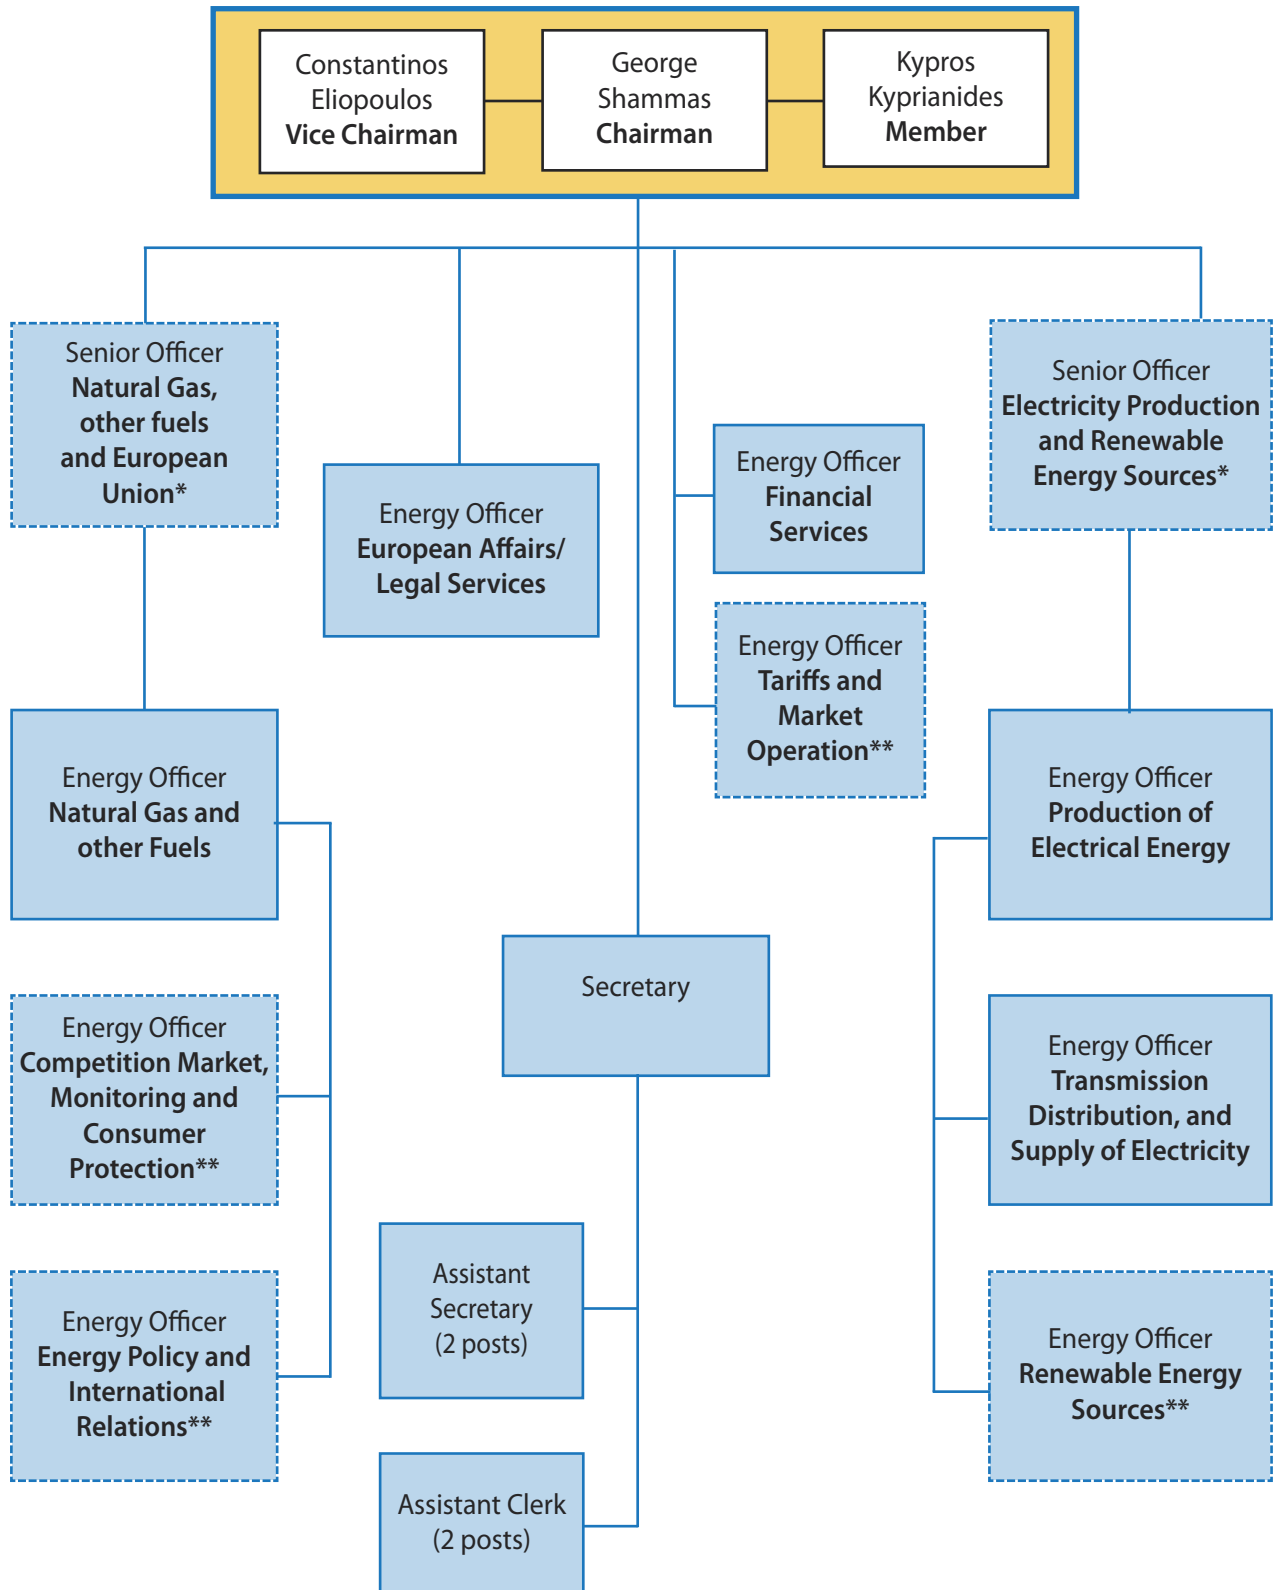 Constantinos
Eliopoulos
Vice Chairman
George
Shammas
Chairman
Kypros
Kyprianides
Member
Senior Officer
Natural Gas,
other fuels
and European
Union*
Energy Officer
European Affairs/
Legal Services
Energy Officer
Financial
Services
Energy Officer
Tariffs and
Market
Operation**
Senior Officer
Electricity Production
and Renewable
Energy Sources*
Energy Officer
Natural Gas and
other Fuels
Energy Officer
Production of
Electrical Energy
Secretary
Energy Officer
Competition Market,
Monitoring and
Consumer
Protection**
Energy Officer
Transmission
Distribution, and
Supply of Electricity
Assistant
Secretary
(2 posts)
Energy Officer
Energy Policy and
International
Relations**
Energy Officer
Renewable Energy
Sources**
Assistant Clerk
(2 posts)